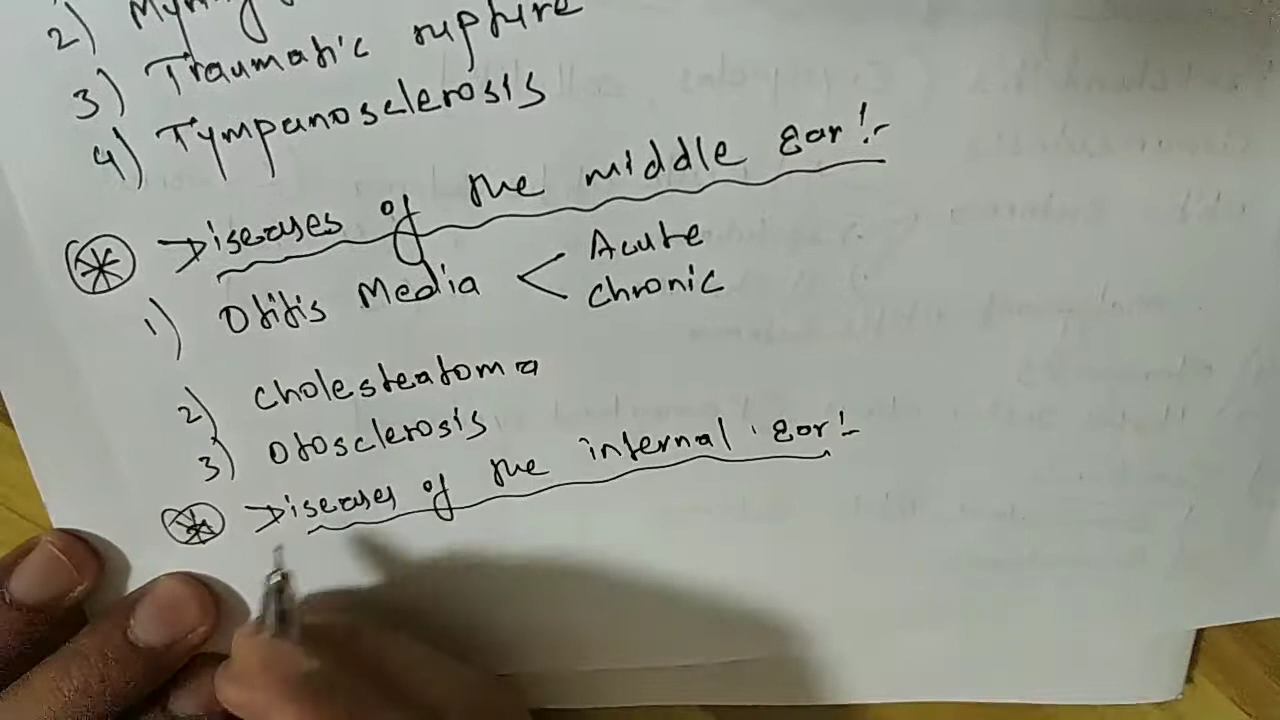 2)
3) Traumatic rupture
4) Tympanosclerosis
* Diseases of the middle ear :-
1) Otitis Media < Acute
chronic
2) cholesteatoma
3) otosclerosis
* Diseases of the internal ear :-